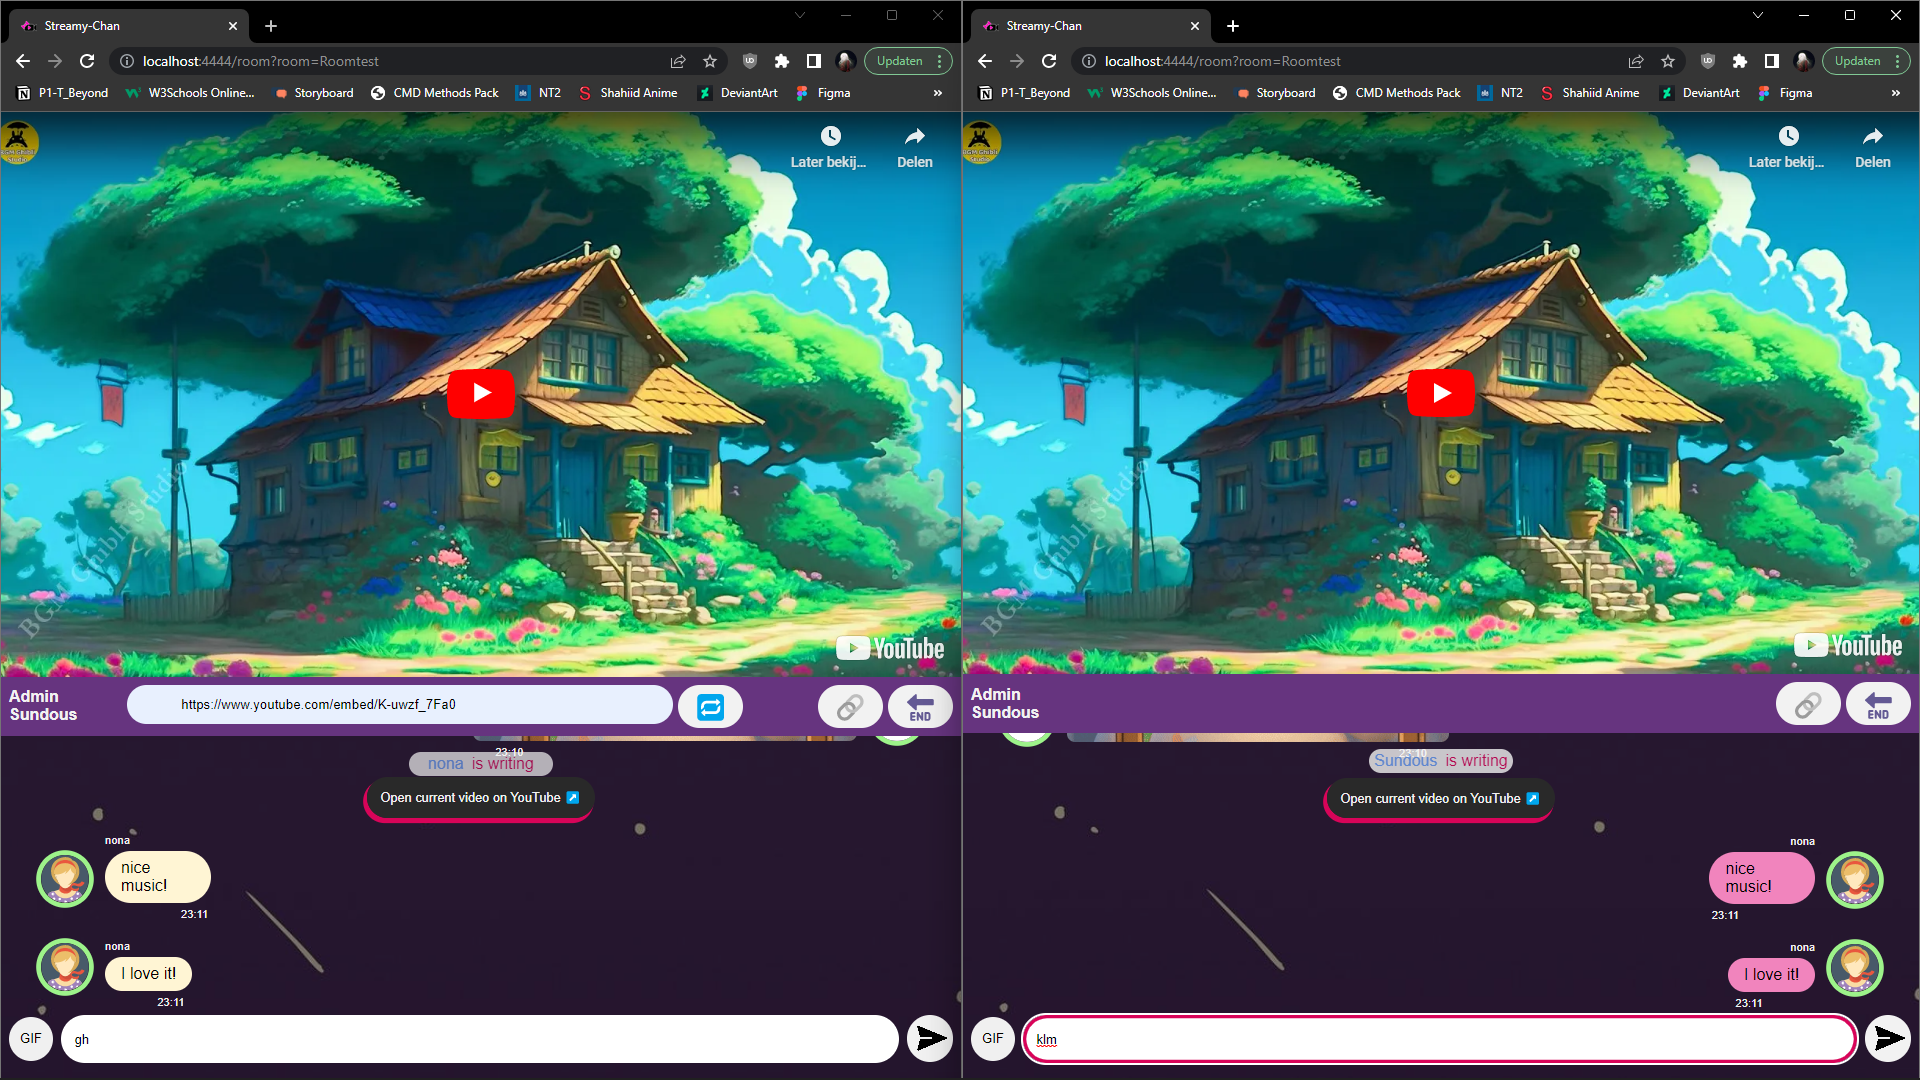 Streamy-Chan
localhost:4444/room?room=Roomtest
Updaten
P1-T_Beyond
W3Schools Online...
Storyboard
CMD Methods Pack
NT2
Shahiid Anime
DeviantArt
Figma
»
Later bekij...
Delen
BGM Ghibli Studio
YouTube
Admin
Sundous
https://www.youtube.com/embed/K-uwzf_7Fa0
END
23:10
nona is writing
Open current video on YouTube
nona
nice
music!
23:11
nona
I love it!
23:11
GIF
gh
Streamy-Chan
localhost:4444/room?room=Roomtest
Updaten
P1-T_Beyond
W3Schools Online...
Storyboard
CMD Methods Pack
NT2
Shahiid Anime
DeviantArt
Figma
»
Later bekij...
Delen
BGM Ghibli Studio
YouTube
Admin
Sundous
END
23:10
Sundous is writing
Open current video on YouTube
nona
nice
music!
23:11
nona
I love it!
23:11
GIF
klm